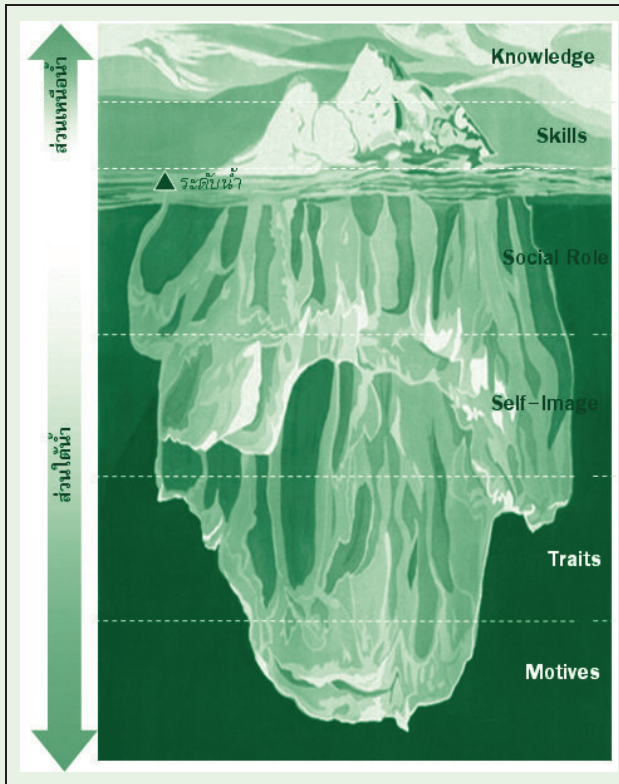 ส่วนเหนือน้ำ
Knowledge
Skills
ระดับน้ำ
Social Role
Self-Image
ส่วนใต้น้ำ
Traits
Motives